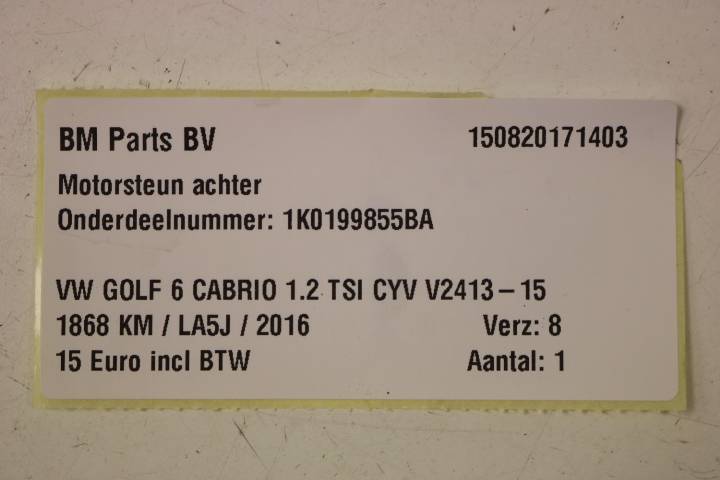 BM Parts BV 150820171403
Motorsteun achter
Onderdeelnummer: 1K0199855BA
VW GOLF 6 CABRIO 1.2 TSI CYV V2413-15
1868 KM / LA5J / 2016 Verz: 8
15 Euro incl BTW Aantal: 1